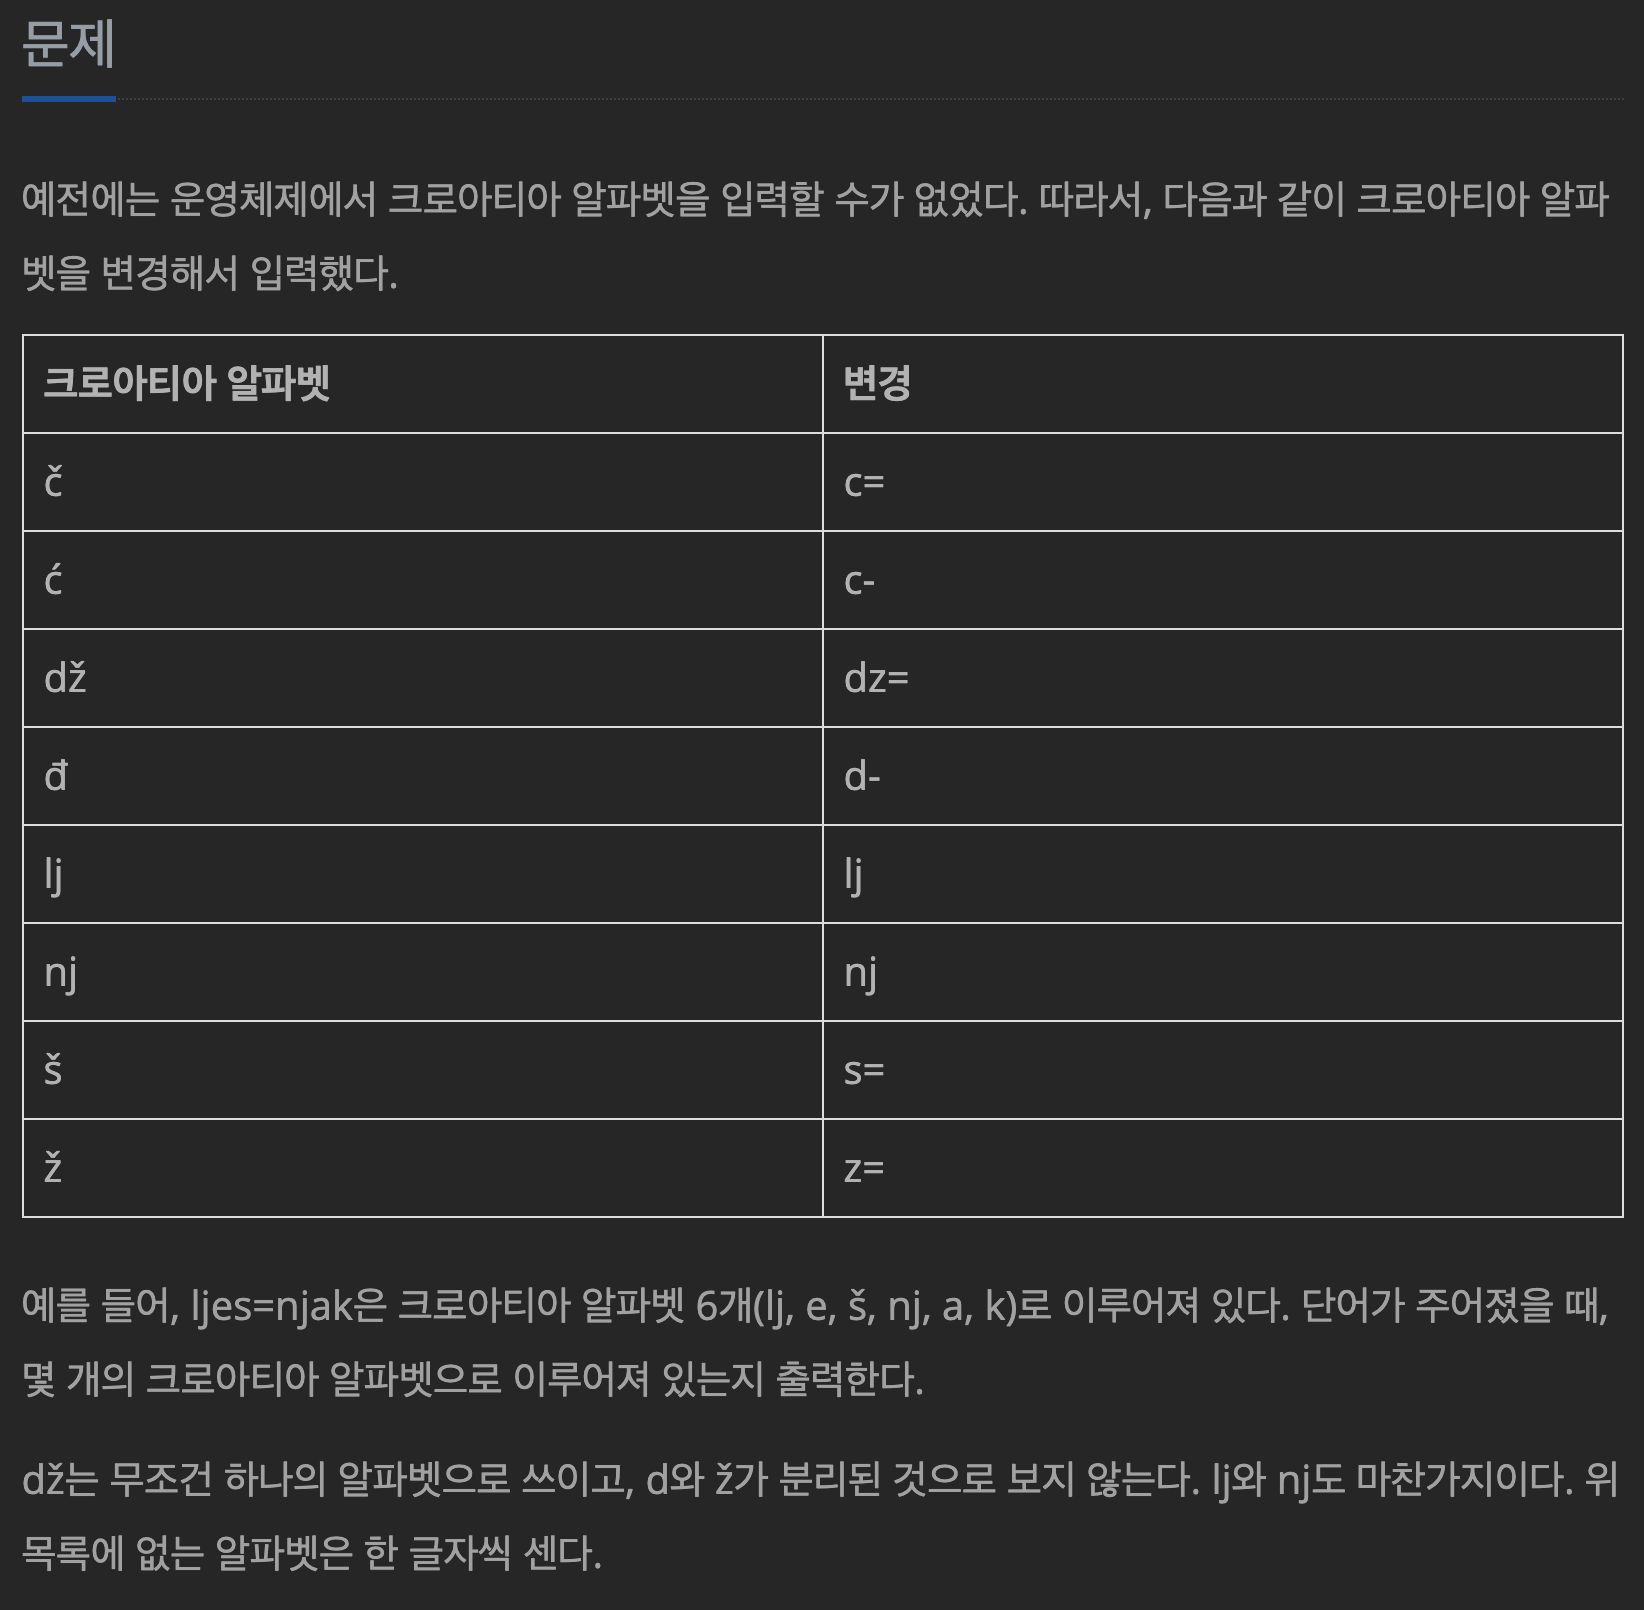 문제
예전에는 운영체제에서 크로아티아 알파벳을 입력할 수가 없었다. 따라서, 다음과 같이 크로아티아 알파
벳을 변경해서 입력했다.
크로아티아 알파벳 변경
č c=
ć c-
dž dz=
đ d-
lj lj
nj nj
š s=
ž z=
예를 들어, ljes=njak은 크로아티아 알파벳 6개(lj, e, š, nj, a, k)로 이루어져 있다. 단어가 주어졌을 때,
몇 개의 크로아티아 알파벳으로 이루어져 있는지 출력한다.
dž는 무조건 하나의 알파벳으로 쓰이고, d와 ž가 분리된 것으로 보지 않는다. lj와 nj도 마찬가지이다. 위
목록에 없는 알파벳은 한 글자씩 센다.